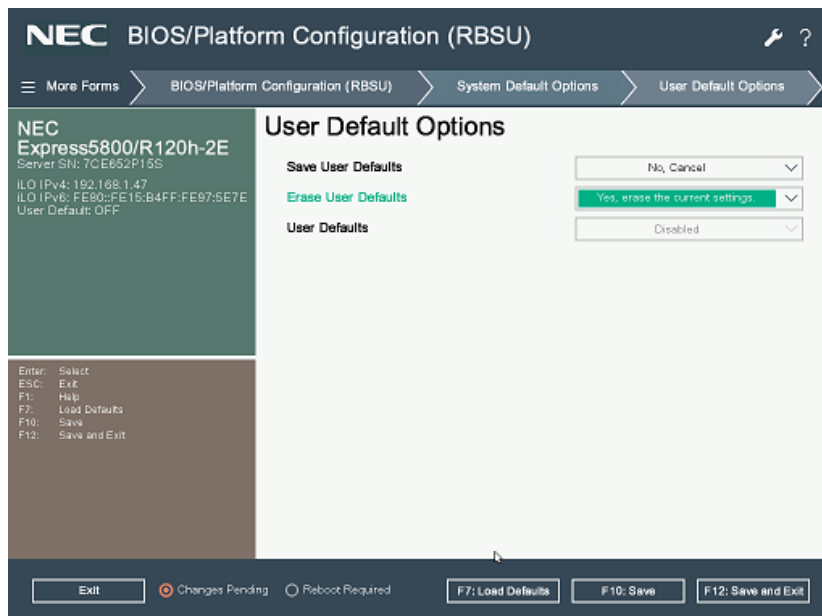 NEC BIOS/Platform Configuration (RBSU) ?
More Forms BIOS/Platform Configuration (RBSU) System Default Options User Default Options
NEC
Express5800/R120h-2E
Server SN: 7CE652P15S
iLO IPv4: 192.168.1.47
iLO IPv6: FE80::FE15:B4FF:FE97:5E7E
User Default: OFF
User Default Options
Save User Defaults No, Cancel
Erase User Defaults Yes, erase the current settings.
User Defaults Disabled
Enter: Select
ESC: Exit
F1: Help
F7: Load Defaults
F10: Save
F12: Save and Exit
Exit Changes Pending Reboot Required F7: Load Defaults F10: Save F12: Save and Exit